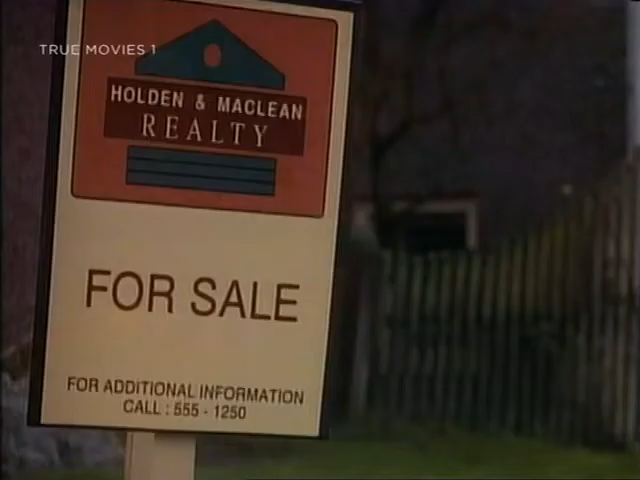 TRUE MOVIES 1
HOLDEN & MACLEAN
REALTY
FOR SALE
FOR ADDITIONAL INFORMATION
CALL : 555 - 1250